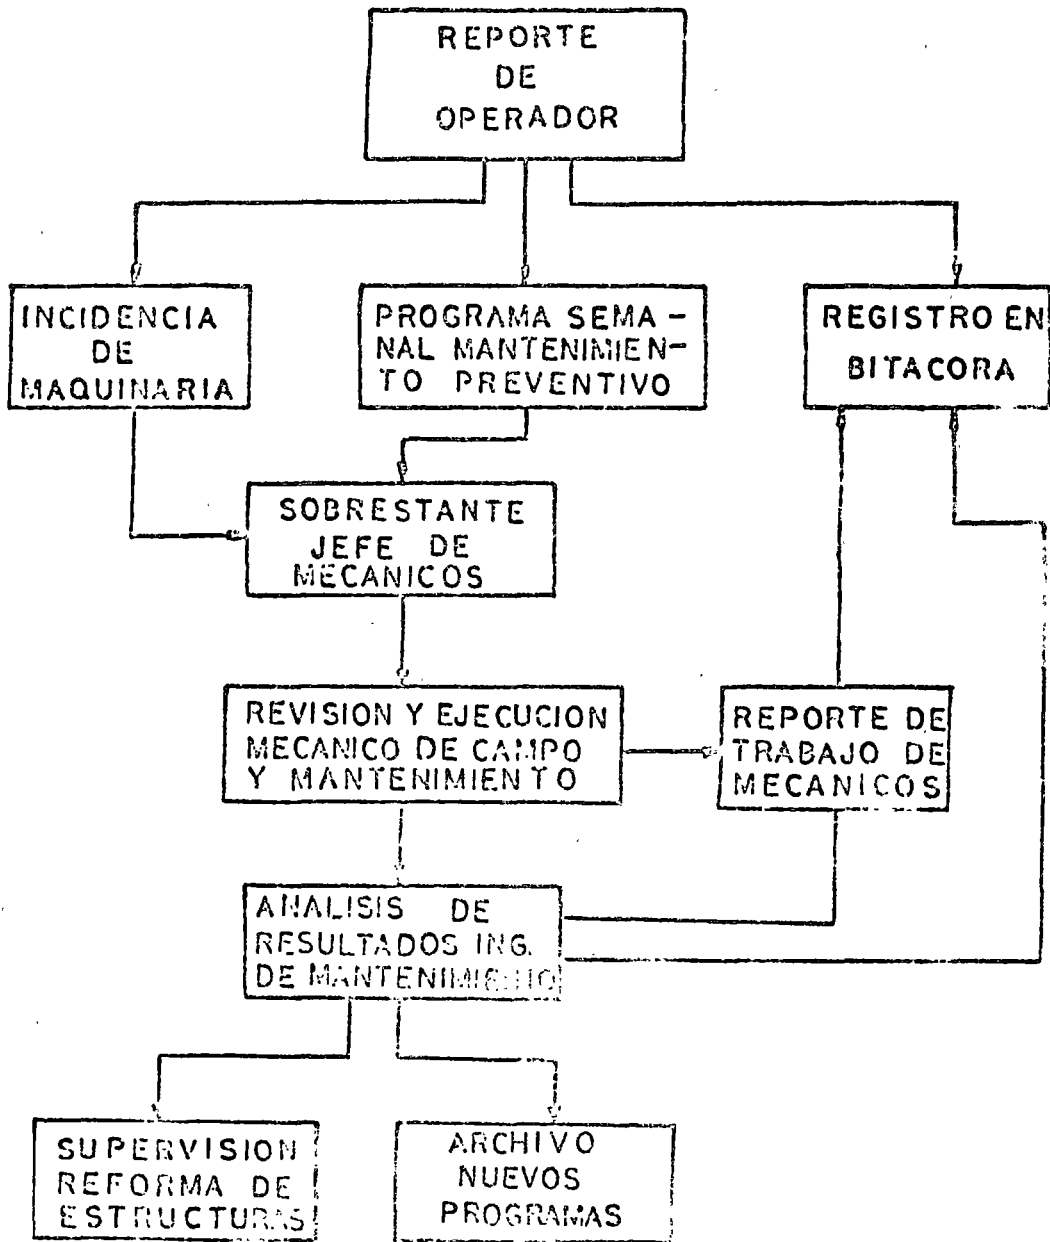 REPORTE
DE
OPERADOR
INCIDENCIA
DE
MAQUINARIA
PROGRAMA SEMA-
NAL MANTENIMIEN-
TO PREVENTIVO
REGISTRO EN
BITACORA
SOBRESTANTE
JEFE DE
MECANICOS
REVISION Y EJECUCION
MECANICO DE CAMPO
Y MANTENIMIENTO
REPORTE DE
TRABAJO DE
MECANICOS
ANALISIS DE
RESULTADOS ING.
DE MANTENIMIENTO
SUPERVISION
REFORMA DE
ESTRUCTURAS
ARCHIVO
NUEVOS
PROGRAMAS